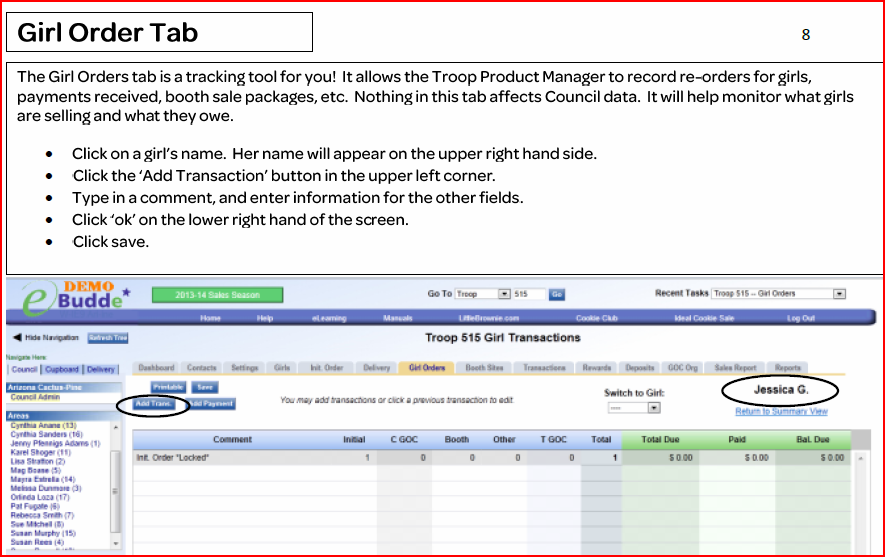 Girl Order Tab
8
The Girl Orders tab is a tracking tool for you!  It allows the Troop Product Manager to record re-orders for girls,
payments received, booth sale packages, etc.  Nothing in this tab affects Council data.  It will help monitor what girls
are selling and what they owe.
• Click on a girl's name.  Her name will appear on the upper right hand side.
• Click the 'Add Transaction' button in the upper left corner.
• Type in a comment, and enter information for the other fields.
• Click 'ok' on the lower right hand of the screen.
• Click save.
DEMO
eBudde
2013-14 Sales Season
Go To Troop 515 Go
Recent Tasks Troop 515 -- Girl Orders
Home Help eLearning Manuals LittleBrownie.com Cookie Club Ideal Cookie Sale Log Out
Hide Navigation Refresh Tree
Troop 515 Girl Transactions
Navigate Here:
Council Cupboard Delivery
Dashboard Contacts Settings Girls Init. Order Delivery Girl Orders Booth Sites Transactions Rewards Deposits GOC Org Sales Report Reports
Arizona Cactus-Pine
Council Admin
Printable Save
Add Trans. Add Payment
You may add transactions or click a previous transaction to edit
Switch to Girl:
----
Jessica G.
Return to Summary View
Areas
Cynthia Anana (13)
Cynthia Sanders (16)
Jenny Pfennigs Adams (1)
Karel Shoger (11)
Lisa Stratton (2)
Mag Boase (5)
Mayra Estrella (14)
Melissa Dunmore (3)
Orlinda Loza (17)
Pat Fugate (6)
Rebecca Smith (7)
Sue Mitchell (8)
Susan Murphy (15)
Susan Rees (4)
Comment Initial C GOC Booth Other T GOC Total Total Due Paid Bal. Due
Init. Order *Locked* 1 0 0 0 0 1 $ 0.00 $ 0.00 $ 0.00